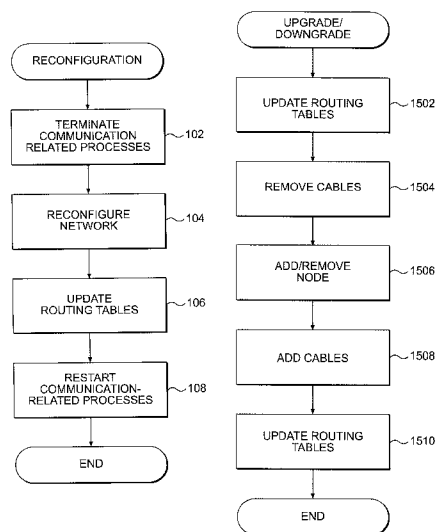 RECONFIGURATION
TERMINATE
COMMUNICATION
RELATED PROCESSES
102
RECONFIGURE
NETWORK
104
UPDATE
ROUTING TABLES
106
RESTART
COMMUNICATION-
RELATED PROCESSES
108
END
UPGRADE/
DOWNGRADE
UPDATE ROUTING
TABLES
1502
REMOVE CABLES
1504
ADD/REMOVE
NODE
1506
ADD CABLES
1508
UPDATE ROUTING
TABLES
1510
END